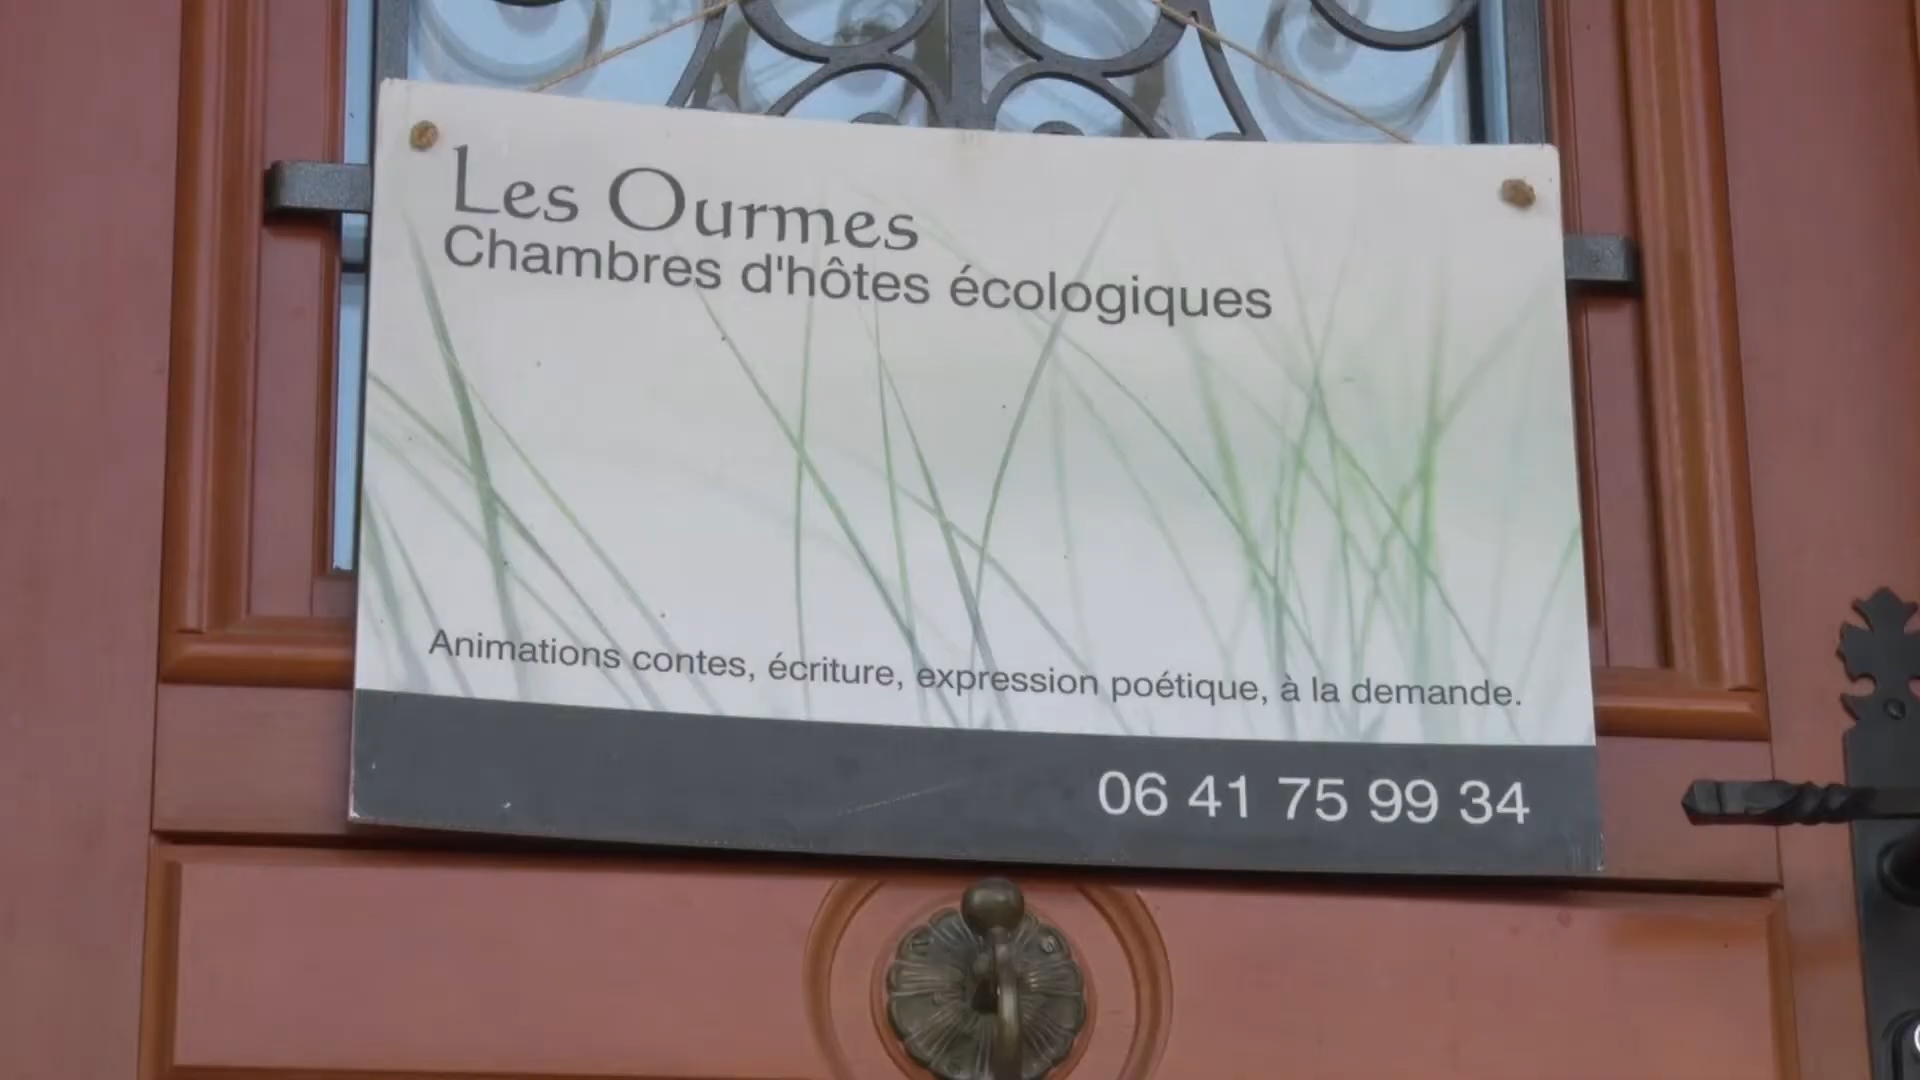 Les Ourmes
Chambres d'hôtes écologiques
Animations contes, écriture, expression poétique, à la demande.
06 41 75 99 34